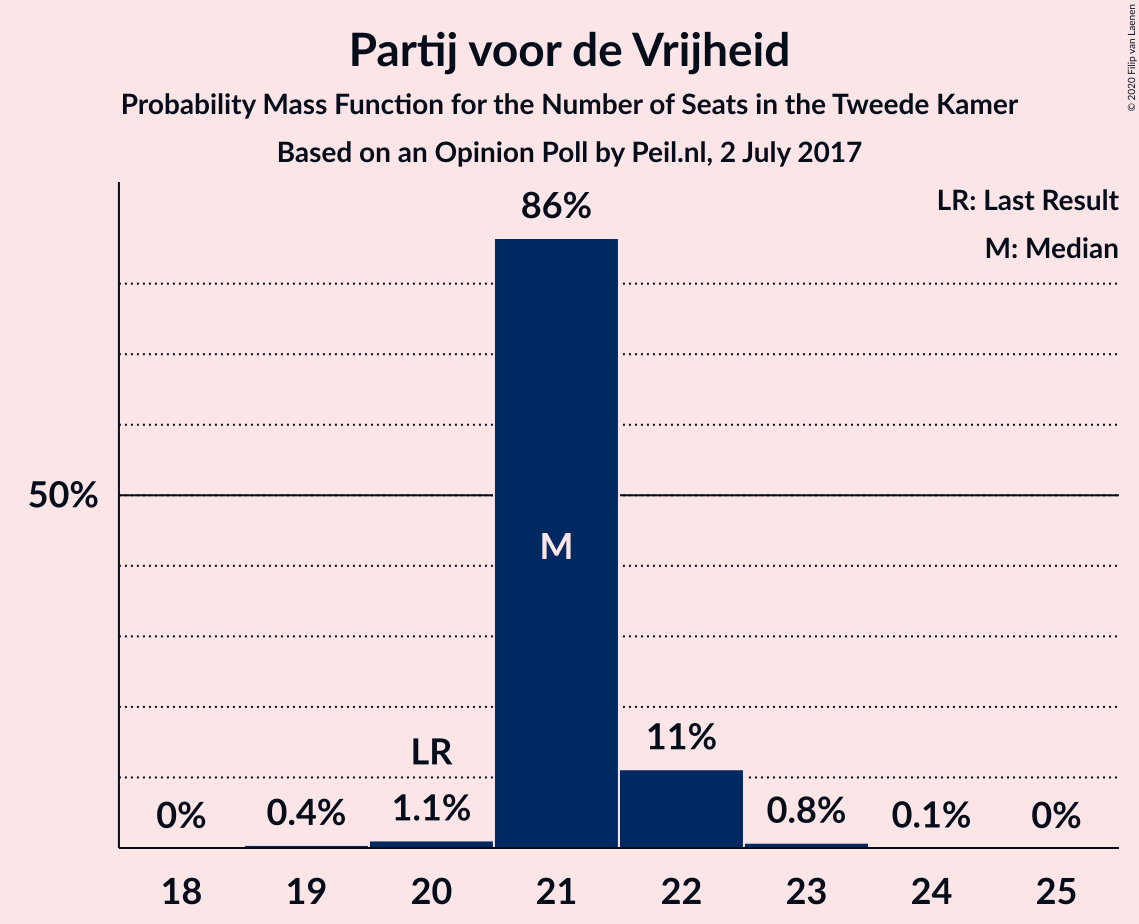 Partij voor de Vrijheid
Probability Mass Function for the Number of Seats in the Tweede Kamer
Based on an Opinion Poll by Peil.nl, 2 July 2017
© 2020 Filip van Laenen
LR: Last Result
M: Median
86%
50%
M
LR
11%
0%
0.4%
1.1%
0.8%
0.1%
0%
18
19
20
21
22
23
24
25